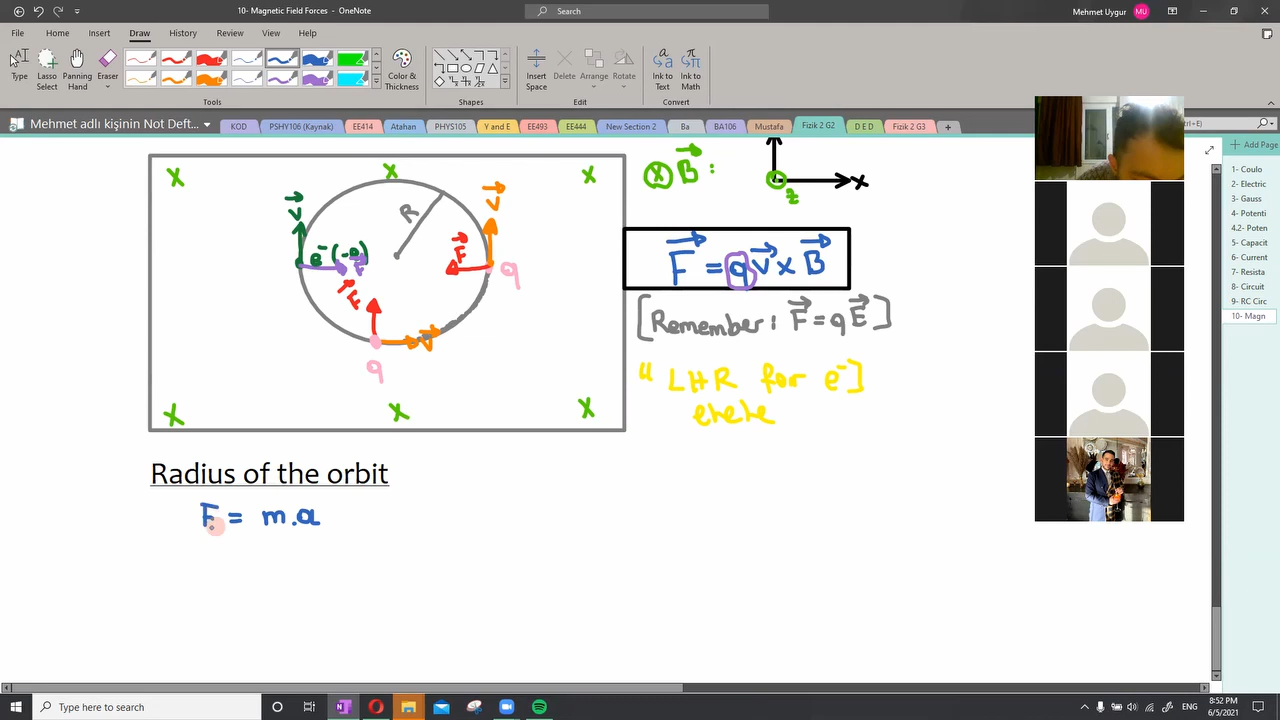 10- Magnetic Field Forces - OneNote
Search
Mehmet Uygur
MU
File Home Insert Draw History Review View Help
Type
Lasso Select
Panning Hand
Eraser
Color & Thickness
Insert Space
Delete
Arrange
Rotate
Ink to Text
Ink to Math
Tools
Shapes
Edit
Convert
Mehmet adlı kişinin Not Deft...
KOD
PSHY106 (Kaynak)
EE414
Atahan
PHYS105
Y and E
EE493
EE444
New Section 2
Ba
BA106
Mustafa
Fizik 2 G2
D E D
Fizik 2 G3
+
trl+E)
Add Page
1- Coulo
2- Electric
3- Gauss
4- Potenti
4.2- Poten
5- Capacit
6- Current
7- Resista
8- Circuit
9- RC Circ
10- Magn
x x x
V
V
R
e⁻(-e)
F
F
q
F
V
q
x x x
⊗ B :
x
z
F = qV x B
[Remember: F = qE]
" LHR for e⁻]
Radius of the orbit
F = m.a
Type here to search
ENG
8:52 PM
6/5/2021